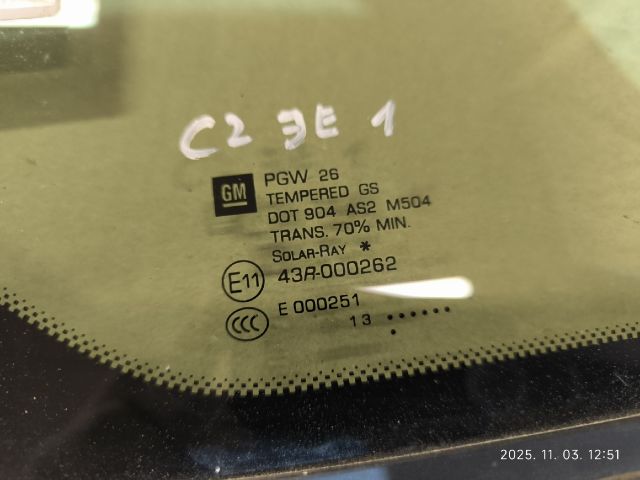 C2 3E 1
GM
PGW 26
TEMPERED GS
DOT 904 AS2 M504
TRANS. 70% MIN.
SOLAR-RAY *
E11 43R-000262
E 000251
CCC
13 ••••••
•
2025. 11. 03. 12:51